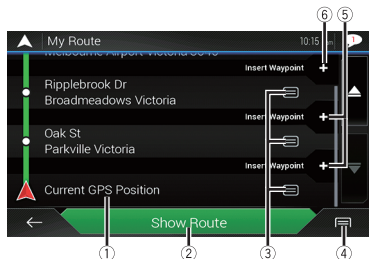 ⑥ ⑤
My Route 10:15
Melbourne Airport Victoria 3045
Insert Waypoint +
Ripplebrook Dr
Broadmeadows Victoria
Insert Waypoint +
Oak St
Parkville Victoria
Insert Waypoint +
Current GPS Position
Show Route
① ② ③ ④